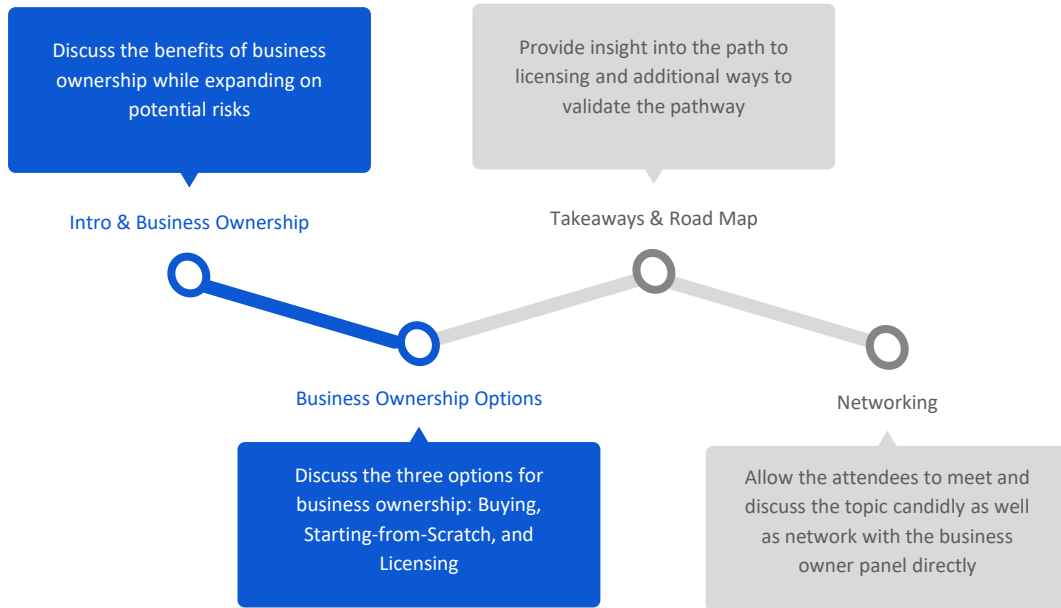 Discuss the benefits of business
ownership while expanding on
potential risks
Intro & Business Ownership
Business Ownership Options
Discuss the three options for
business ownership: Buying,
Starting-from-Scratch, and
Licensing
Provide insight into the path to
licensing and additional ways to
validate the pathway
Takeaways & Road Map
Networking
Allow the attendees to meet and
discuss the topic candidly as well
as network with the business
owner panel directly